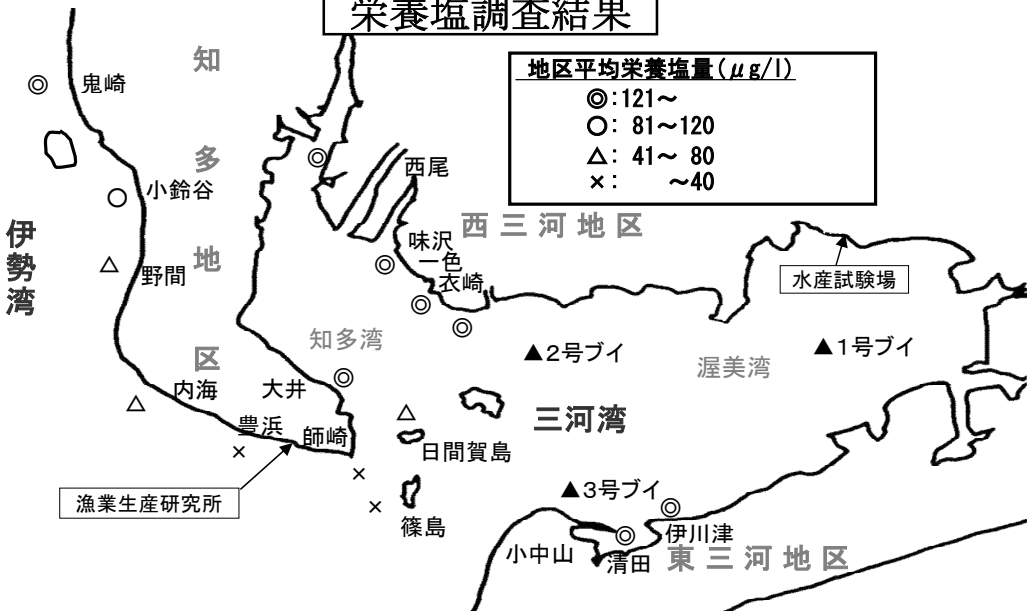 栄養塩調査結果
地区平均栄養塩量(μg/l)
◎:121～
○: 81～120
△: 41～ 80
×: ～40
知多地区
鬼崎
小鈴谷
伊勢湾
野間
内海
豊浜
大井
師崎
漁業生産研究所
西尾
味沢
一色
衣崎
西三河地区
水産試験場
知多湾
▲2号ブイ
渥美湾
▲1号ブイ
三河湾
日間賀島
篠島
▲3号ブイ
小中山
清田
伊川津
東三河地区